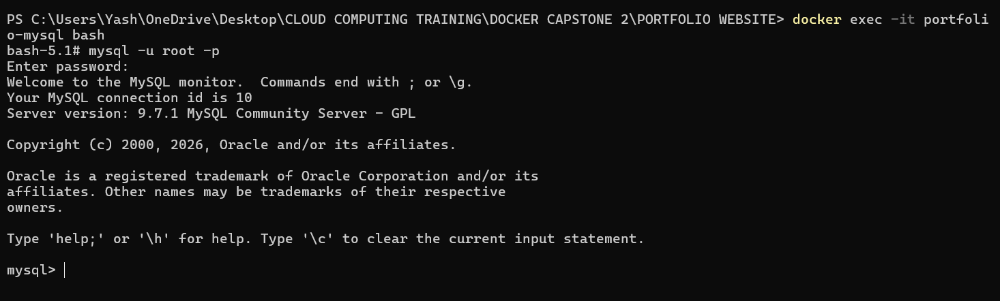 PS C:\Users\Yash\OneDrive\Desktop\CLOUD COMPUTING TRAINING\DOCKER CAPSTONE 2\PORTFOLIO WEBSITE> docker exec -it portfoli
o-mysql bash
bash-5.1# mysql -u root -p
Enter password:
Welcome to the MySQL monitor.  Commands end with ; or \g.
Your MySQL connection id is 10
Server version: 9.7.1 MySQL Community Server - GPL

Copyright (c) 2000, 2026, Oracle and/or its affiliates.

Oracle is a registered trademark of Oracle Corporation and/or its
affiliates. Other names may be trademarks of their respective
owners.

Type 'help;' or '\h' for help. Type '\c' to clear the current input statement.

mysql>